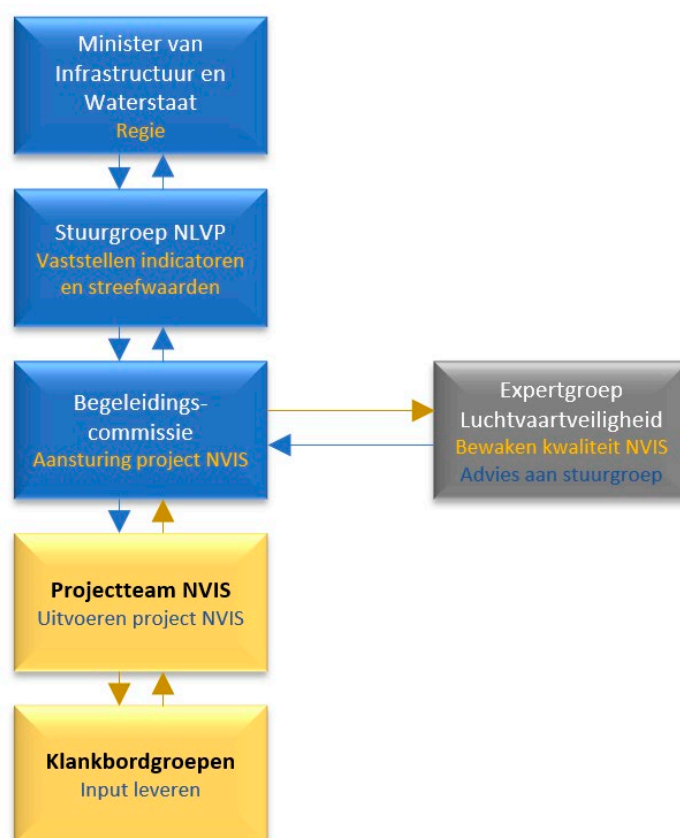 Minister van
Infrastructuur en
Waterstaat
Regie
Stuurgroep NLVP
Vaststellen indicatoren
en streefwaarden
Begeleidings-
commissie
Aansturing project NVIS
Expertgroep
Luchtvaartveiligheid
Bewaken kwaliteit NVIS
Advies aan stuurgroep
Projectteam NVIS
Uitvoeren project NVIS
Klankbordgroepen
Input leveren